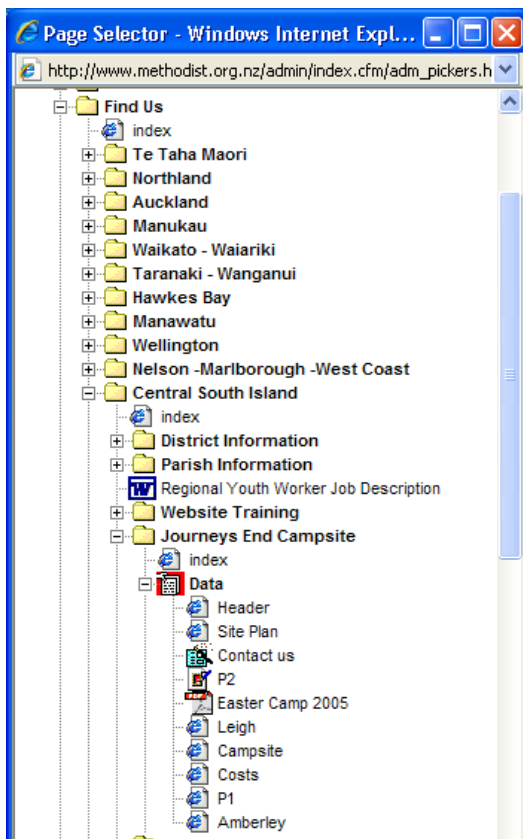 Page Selector - Windows Internet Expl...
http://www.methodist.org.nz/admin/index.cfm/adm_pickers.h
Find Us
index
Te Taha Maori
Northland
Auckland
Manukau
Waikato - Waiariki
Taranaki - Wanganui
Hawkes Bay
Manawatu
Wellington
Nelson -Marlborough -West Coast
Central South Island
index
District Information
Parish Information
W Regional Youth Worker Job Description
Website Training
Journeys End Campsite
index
Data
Header
Site Plan
Contact us
P2
Easter Camp 2005
Leigh
Campsite
Costs
P1
Amberley